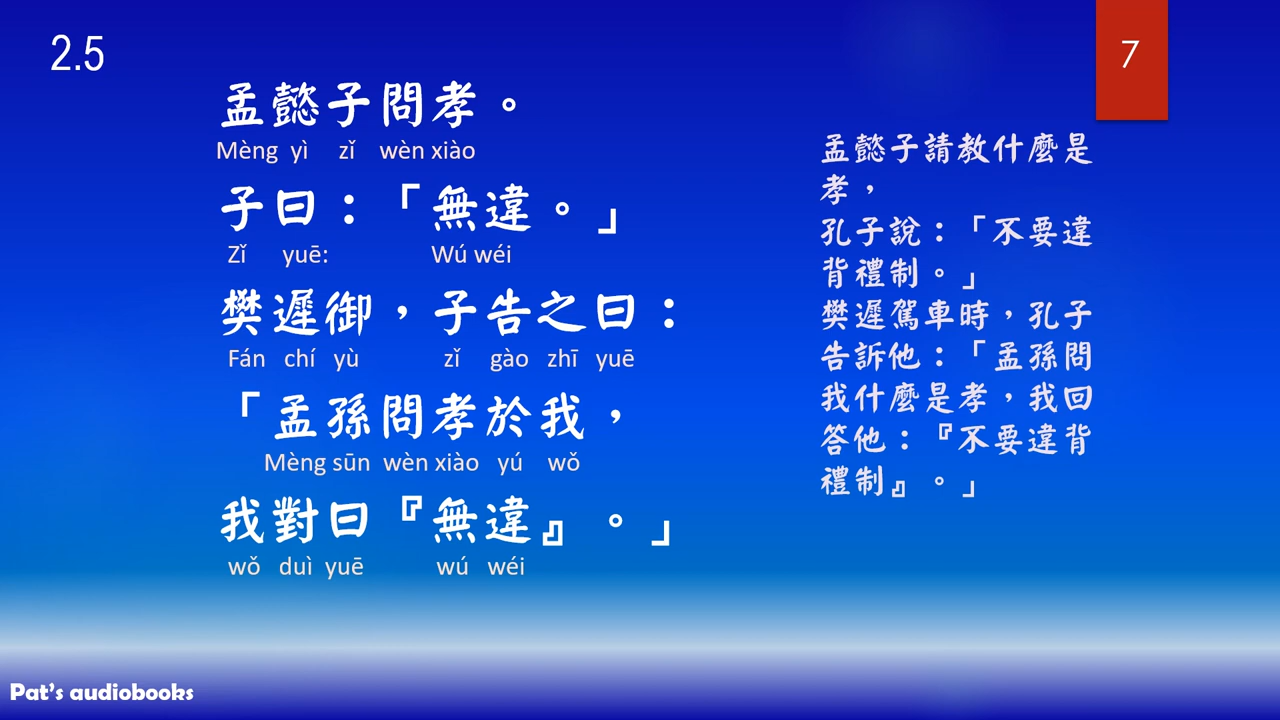 2.5
7
孟懿子問孝。
Mèng yì zǐ wèn xiào
子曰：「無違。」
Zǐ yuē: Wú wéi
樊遲御，子告之曰：
Fán chí yù zǐ gào zhī yuē
「孟孫問孝於我，
Mèng sūn wèn xiào yú wǒ
我對曰『無違』。」
wǒ duì yuē wú wéi
孟懿子請教什麼是
孝，
孔子說：「不要違
背禮制。」
樊遲駕車時，孔子
告訴他：「孟孫問
我什麼是孝，我回
答他：『不要違背
禮制』。」
Pat's audiobooks